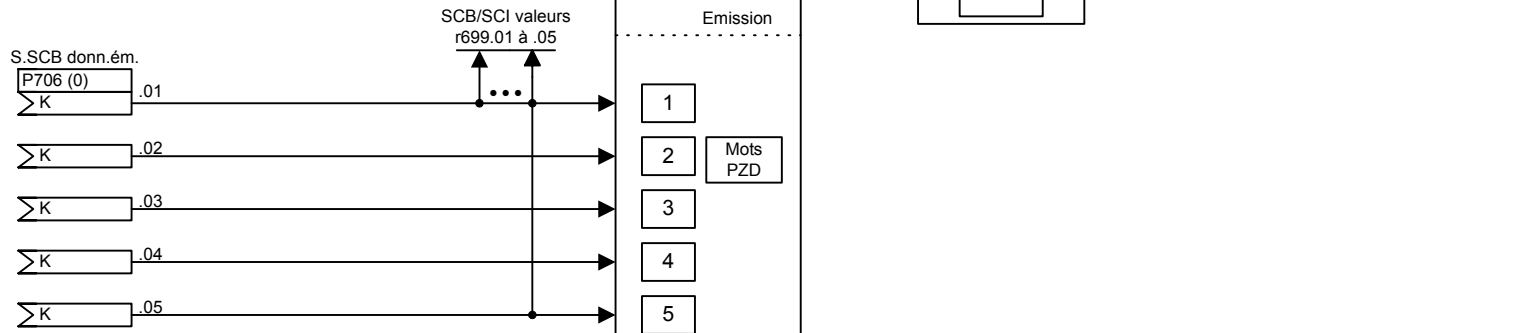 SCB/SCI valeurs
r699.01 à .05
Emission
S.SCB donn.ém.
P706 (0)
K
.01
...
1
K
.02
2
Mots
PZD
K
.03
3
K
.04
4
K
.05
5